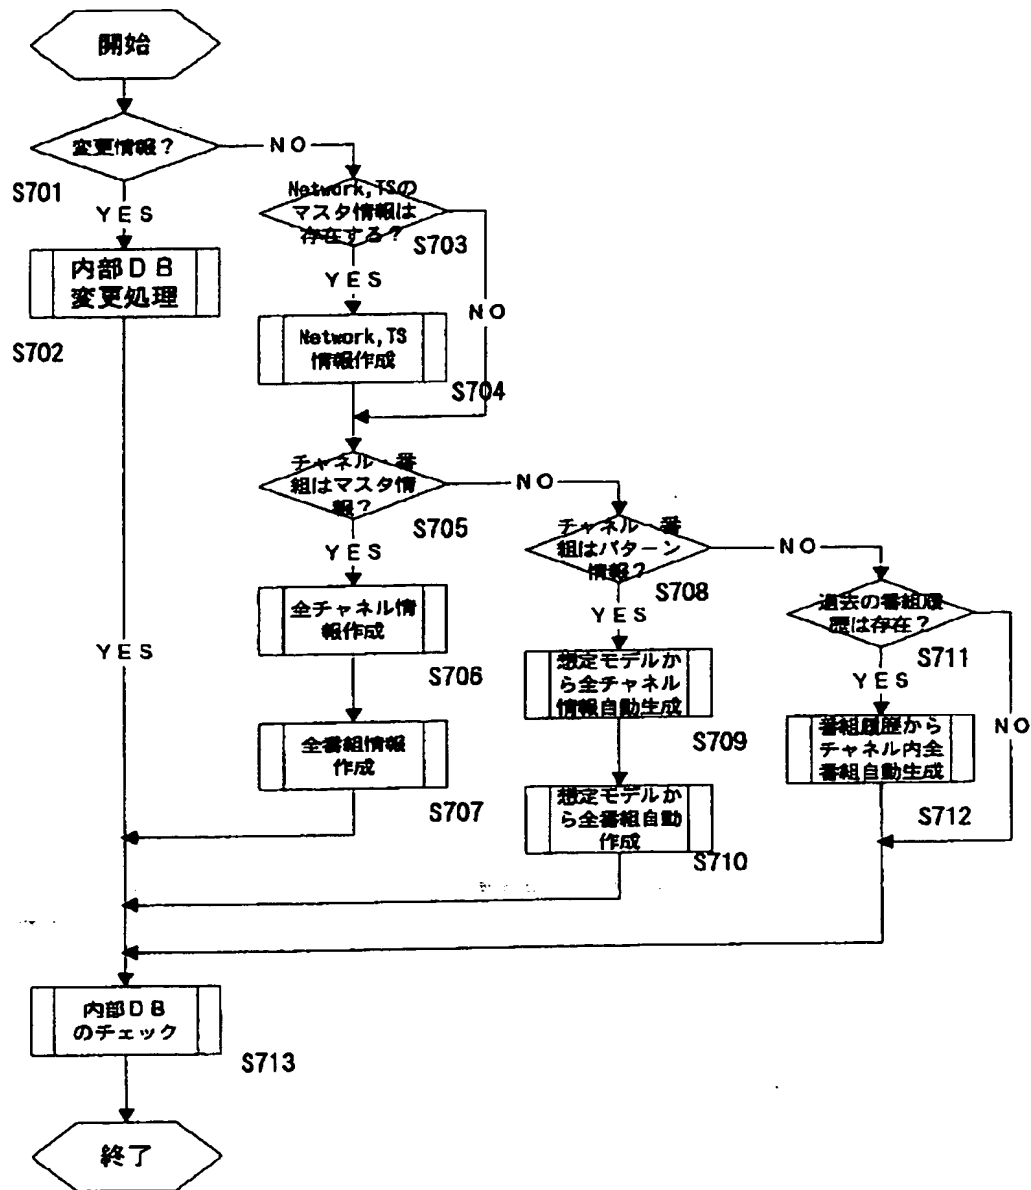 開始
変更情報？
NO
S701
YES
Network,TSの
マスタ情報は
存在する？
S703
内部ＤＢ
変更処理
S702
YES
NO
Network,TS
情報作成
S704
チャネル・番
組はマスタ情
報？
S705
NO
YES
チャネル・番
組はパターン
情報？
S708
NO
YES
全チャネル情
報作成
S706
過去の番組履
歴は存在？
S711
YES
YES
想定モデルか
ら全チャネル
情報自動生成
S709
NO
全番組情報
作成
S707
番組履歴から
チャネル内全
番組自動生成
S712
想定モデルか
ら全番組自動
作成
S710
内部ＤＢ
のチェック
S713
終了